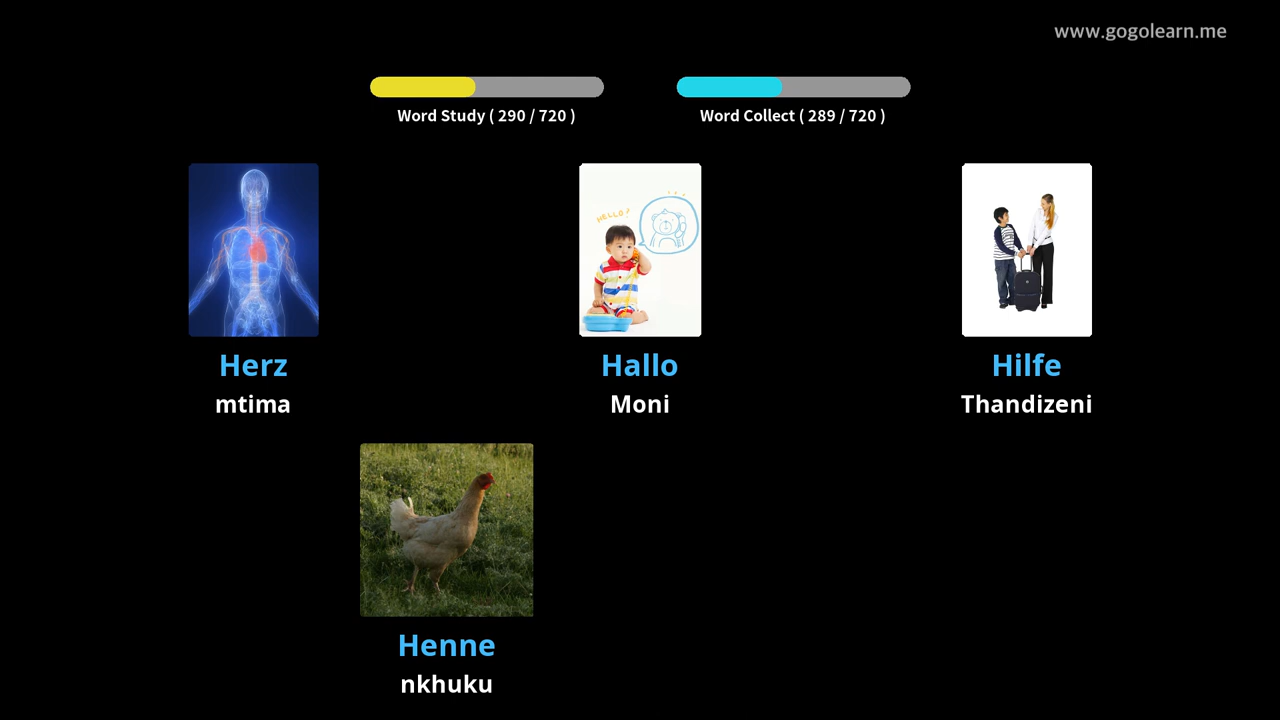 www.gogolearn.me
Word Study ( 290 / 720 )
Word Collect ( 289 / 720 )
HELLO?
Herz
mtima
Hallo
Moni
Hilfe
Thandizeni
Henne
nkhuku